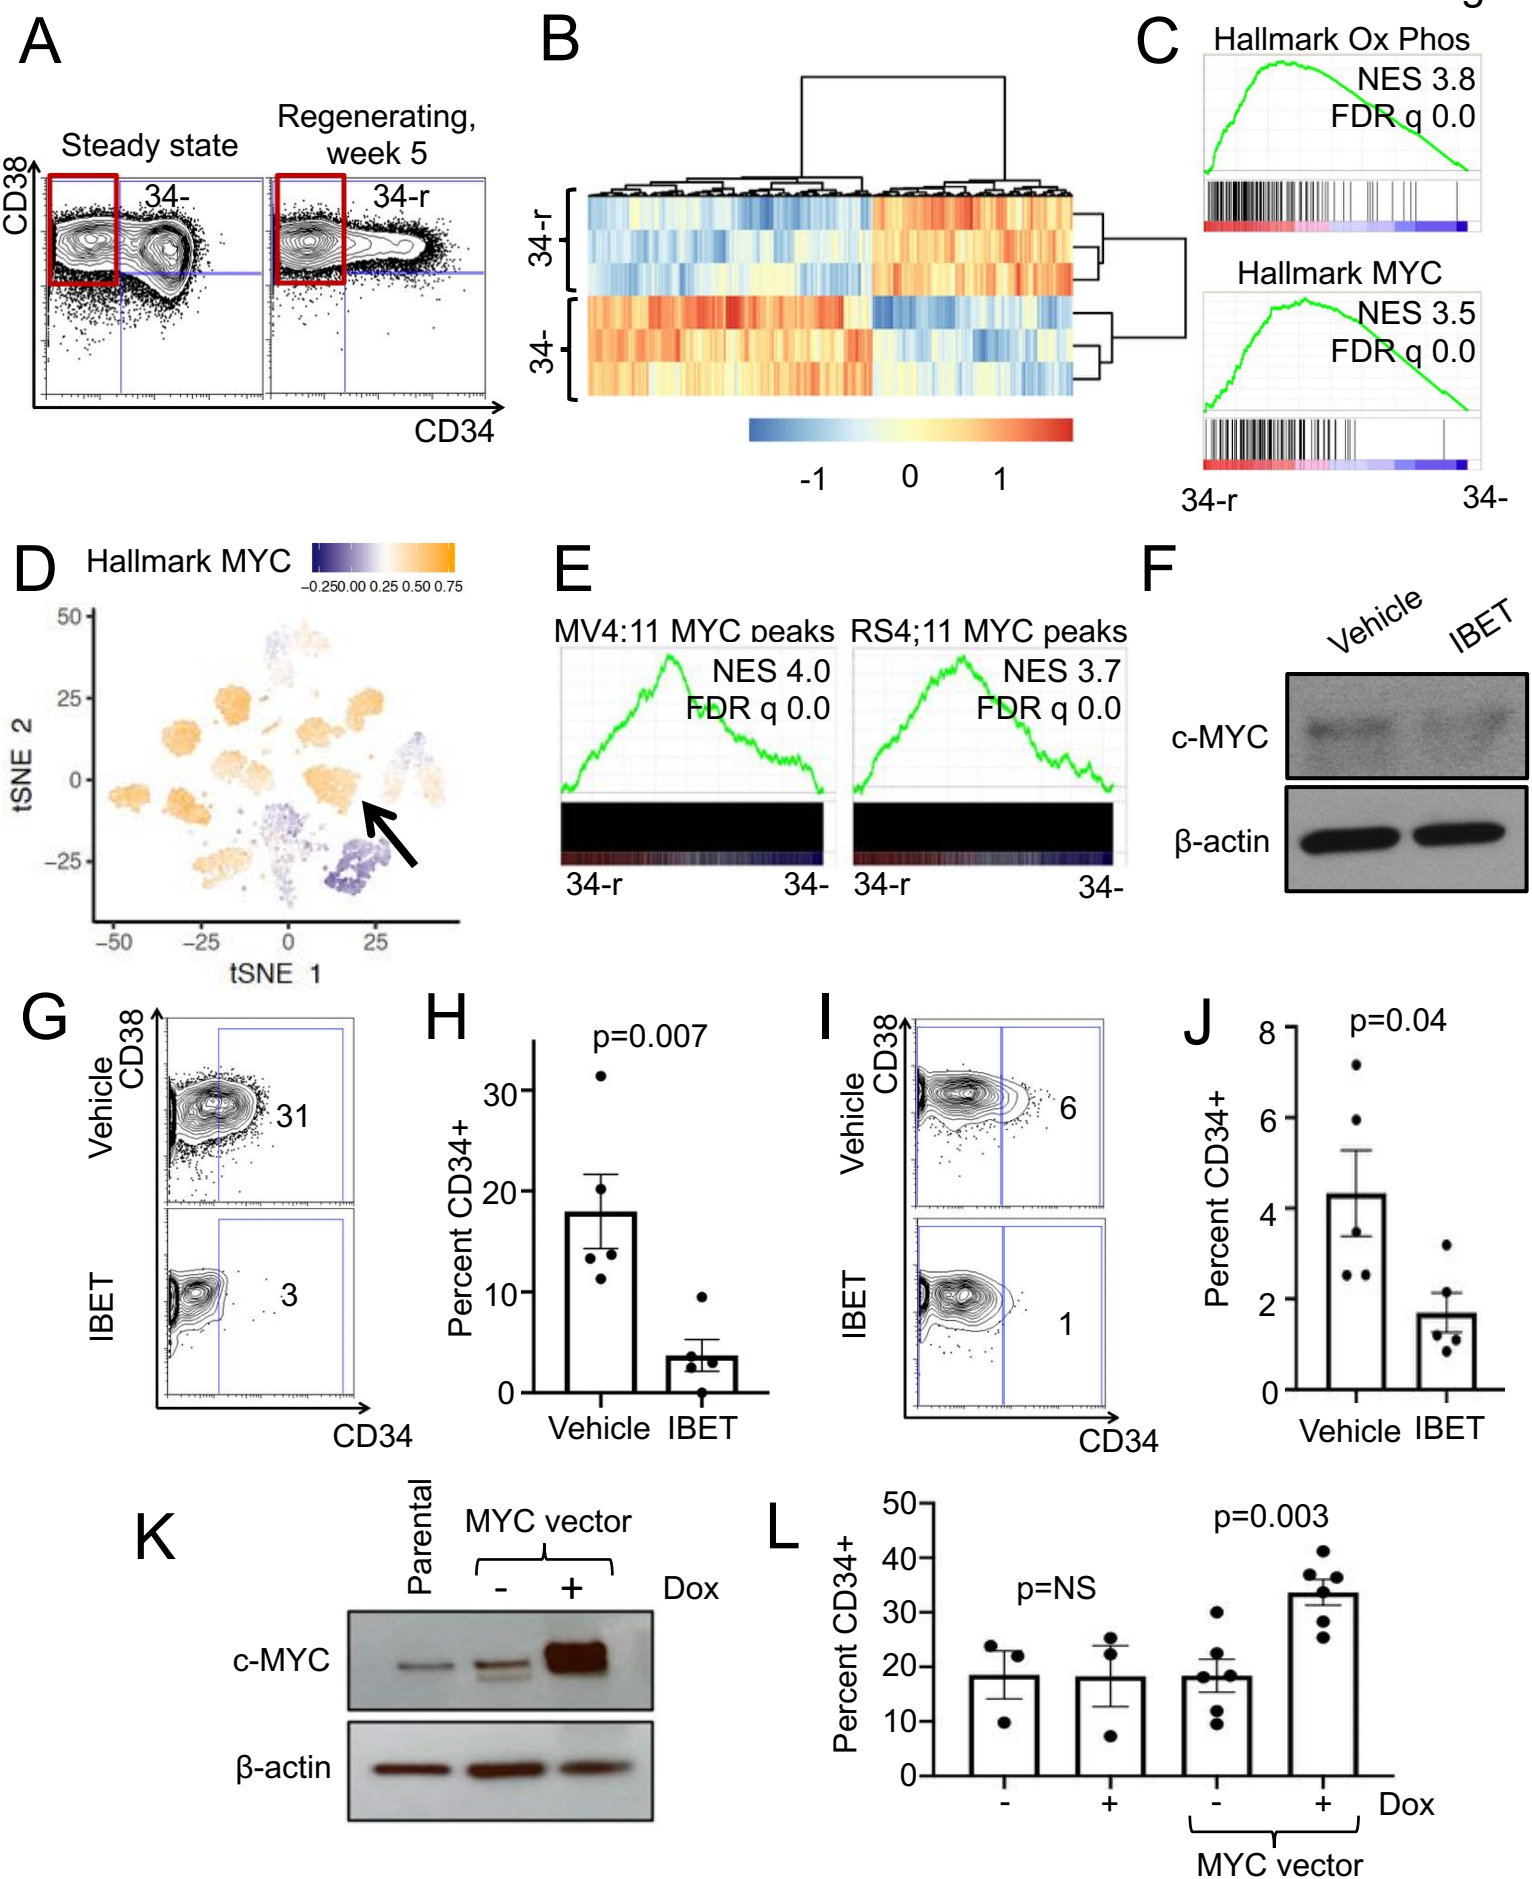 A
Steady state
Regenerating,
week 5
CD38
34-
34-r
CD34
B
34-r
34-
-1 0 1
C
Hallmark Ox Phos
NES 3.8
FDR q 0.0
Hallmark MYC
NES 3.5
FDR q 0.0
34-r 34-
D
Hallmark MYC
−0.250.00 0.25 0.50 0.75
50
25
0
−25
tSNE 2
−50 −25 0 25
tSNE 1
E
MV4:11 MYC peaks
NES 4.0
FDR q 0.0
34-r 34-
RS4;11 MYC peaks
NES 3.7
FDR q 0.0
34-r 34-
F
Vehicle IBET
c-MYC
β-actin
G
CD38
Vehicle
31
IBET
3
CD34
H
p=0.007
Percent CD34+
30
20
10
0
Vehicle IBET
I
CD38
Vehicle
6
IBET
1
CD34
J
p=0.04
Percent CD34+
8
6
4
2
0
Vehicle IBET
K
Parental
MYC vector
- + Dox
c-MYC
β-actin
L
Percent CD34+
50
40
30
20
10
0
p=NS
p=0.003
- + - + Dox
MYC vector